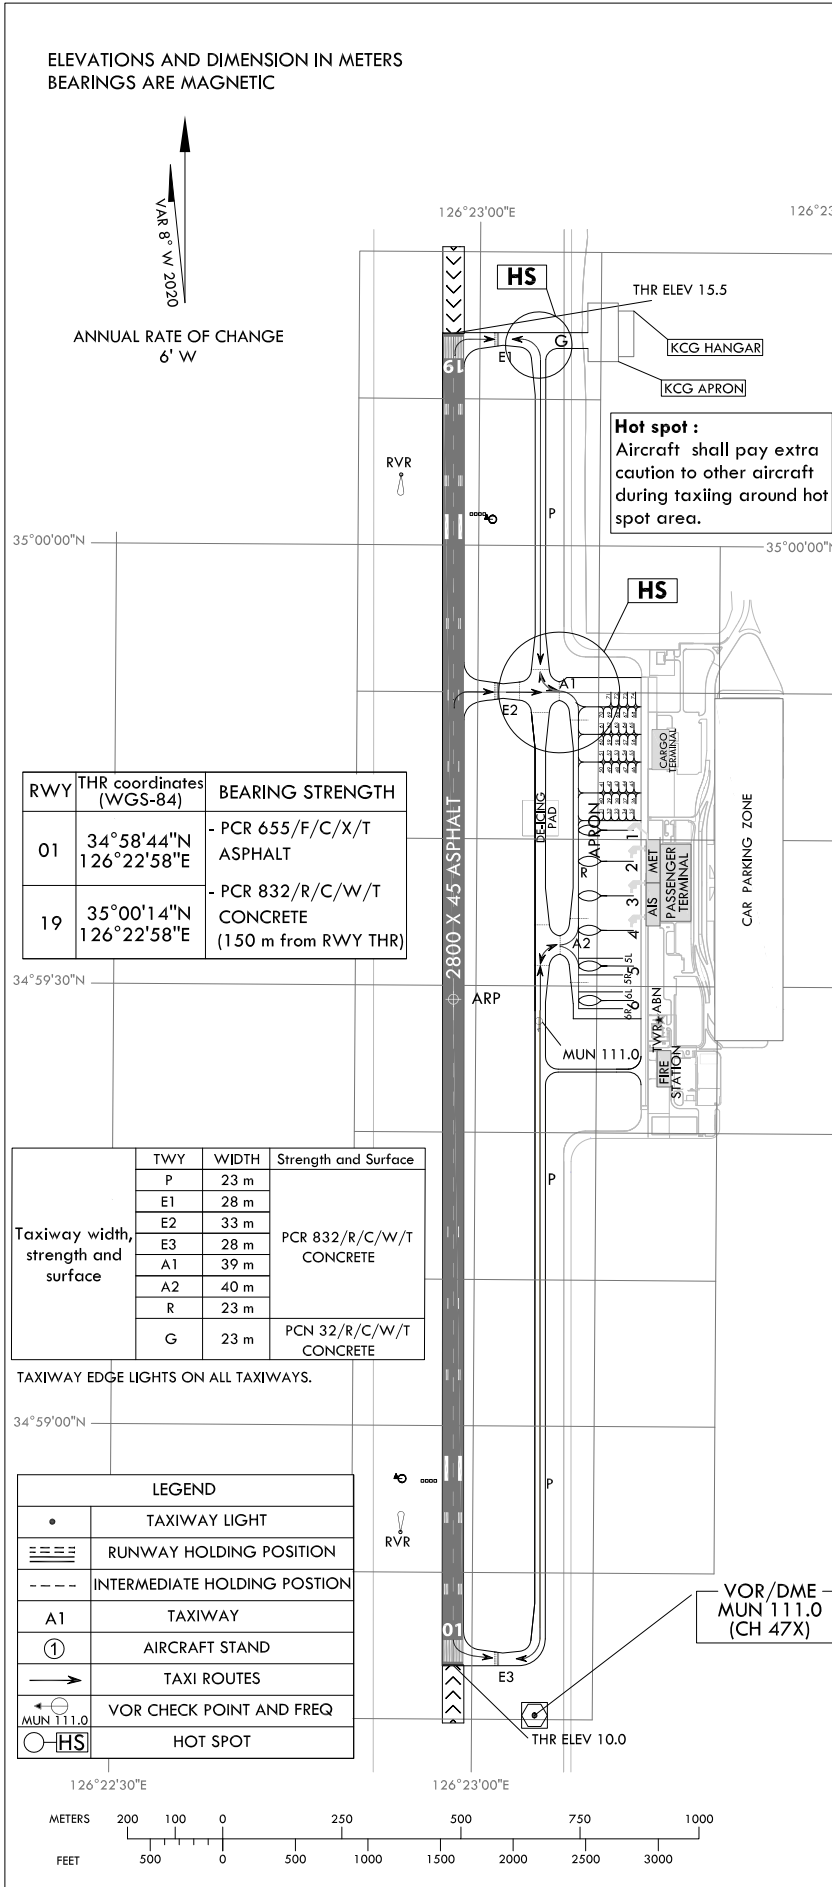 ELEVATIONS AND DIMENSION IN METERS
BEARINGS ARE MAGNETIC
VAR 8° W 2020
ANNUAL RATE OF CHANGE
6' W
126°23'00"E
126°23
HS
THR ELEV 15.5
G
E1
19
KCG HANGAR
KCG APRON
Hot spot :
Aircraft shall pay extra
caution to other aircraft
during taxiing around hot
spot area.
RVR
P
35°00'00"N
35°00'00"N
HS
A1
E2
CARGO
TERMINAL
DE-ICING
PAD
APRON
R
1
2
3
4
5L
5
5R
6L
6
6R
MET
AIS
PASSENGER
TERMINAL
CAR PARKING ZONE
2800 X 45 ASPHALT
RWY
THR coordinates
(WGS-84)
BEARING STRENGTH
01
34°58'44"N
126°22'58"E
- PCR 655/F/C/X/T
ASPHALT
19
35°00'14"N
126°22'58"E
- PCR 832/R/C/W/T
CONCRETE
(150 m from RWY THR)
A2
34°59'30"N
ARP
MUN 111.0
TWR★ABN
FIRE
STATION
Taxiway width,
strength and
surface
TWY WIDTH Strength and Surface
P 23 m
E1 28 m
E2 33 m
E3 28 m
A1 39 m
A2 40 m
R 23 m
PCR 832/R/C/W/T
CONCRETE
G 23 m
PCN 32/R/C/W/T
CONCRETE
TAXIWAY EDGE LIGHTS ON ALL TAXIWAYS.
P
34°59'00"N
P
RVR
LEGEND
TAXIWAY LIGHT
RUNWAY HOLDING POSITION
INTERMEDIATE HOLDING POSTION
A1 TAXIWAY
1 AIRCRAFT STAND
TAXI ROUTES
MUN 111.0 VOR CHECK POINT AND FREQ
HS HOT SPOT
01
E3
VOR/DME
MUN 111.0
(CH 47X)
THR ELEV 10.0
126°22'30"E
126°23'00"E
METERS 200 100 0 250 500 750 1000
FEET 500 0 500 1000 1500 2000 2500 3000